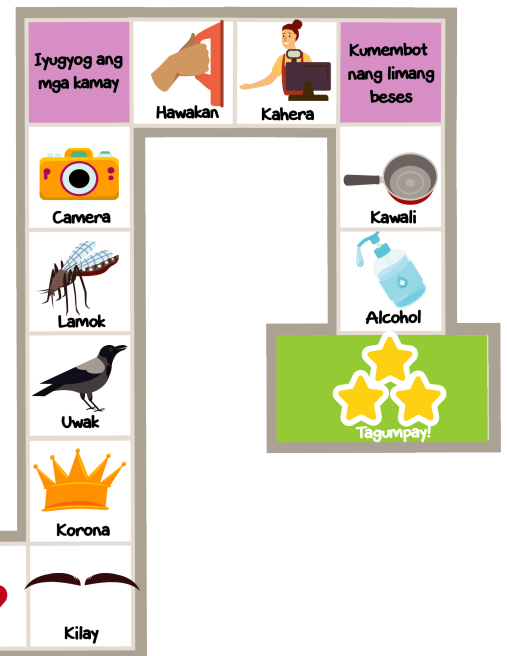 Iyugyog ang
mga kamay
Hawakan
Kahera
Kumembot
nang limang
beses
Camera
Kawali
Lamok
Alcohol
Uwak
Tagumpay!
Korona
Kilay